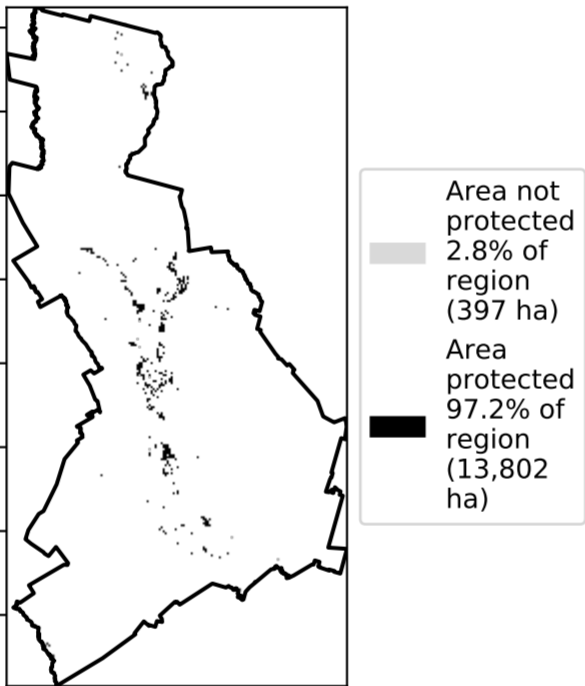 Area not
protected
2.8% of
region
(397 ha)
Area
protected
97.2% of
region
(13,802
ha)